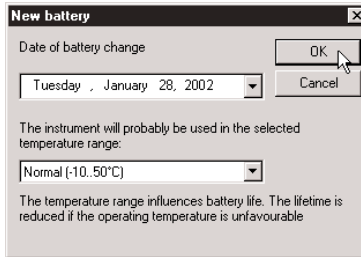 New battery
Date of battery change
OK
Tuesday , January 28, 2002
Cancel
The instrument will probably be used in the selected
temperature range:
Normal (-10..50°C)
The temperature range influences battery life. The lifetime is
reduced if the operating temperature is unfavourable